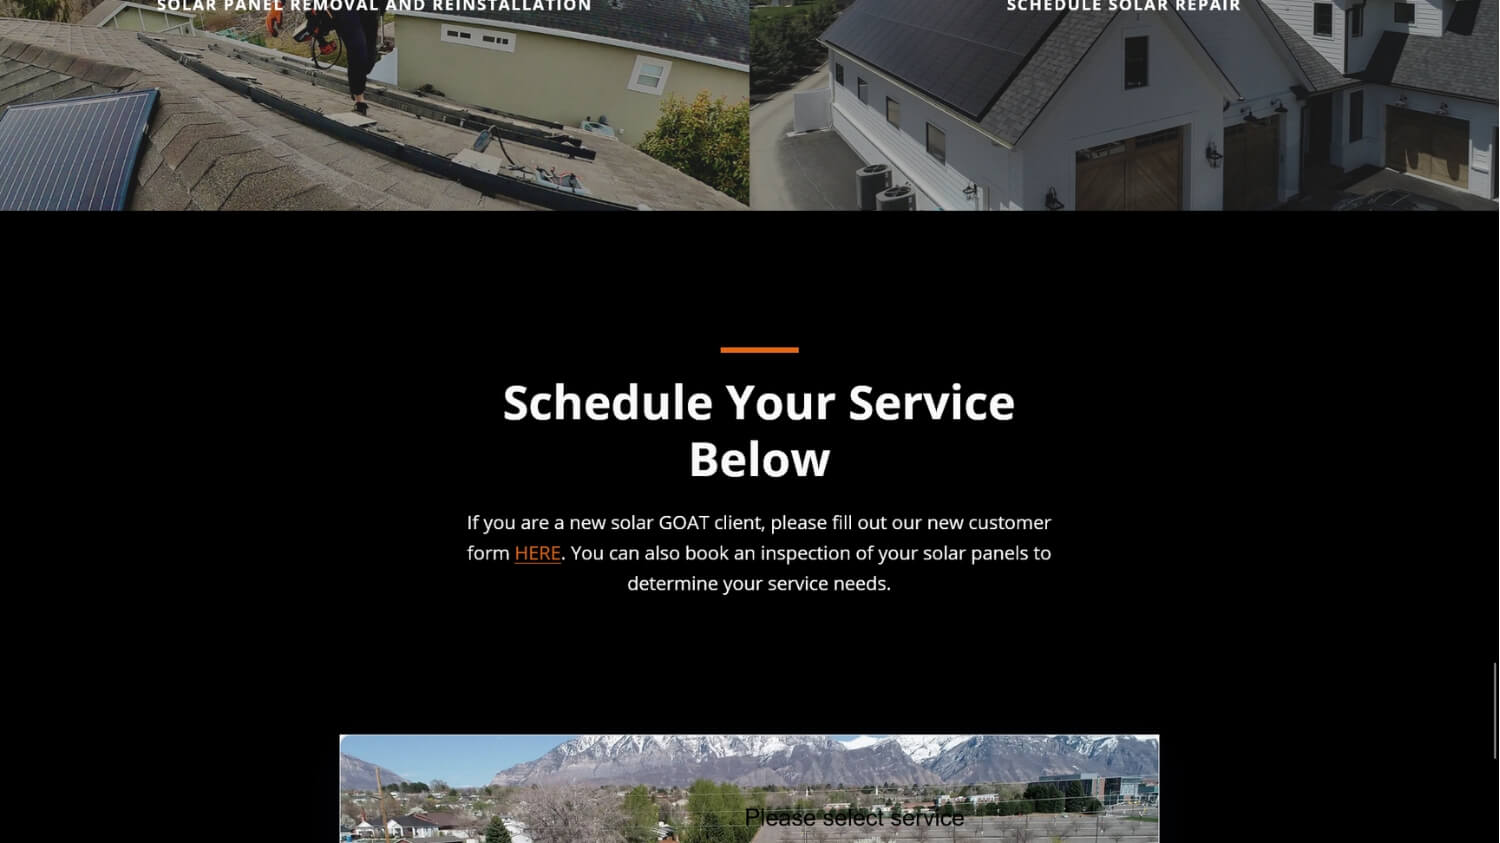 SOLAR PANEL REMOVAL AND REINSTALLATION
SCHEDULE SOLAR REPAIR
Schedule Your Service
Below
If you are a new solar GOAT client, please fill out our new customer
form HERE. You can also book an inspection of your solar panels to
determine your service needs.
Please select service